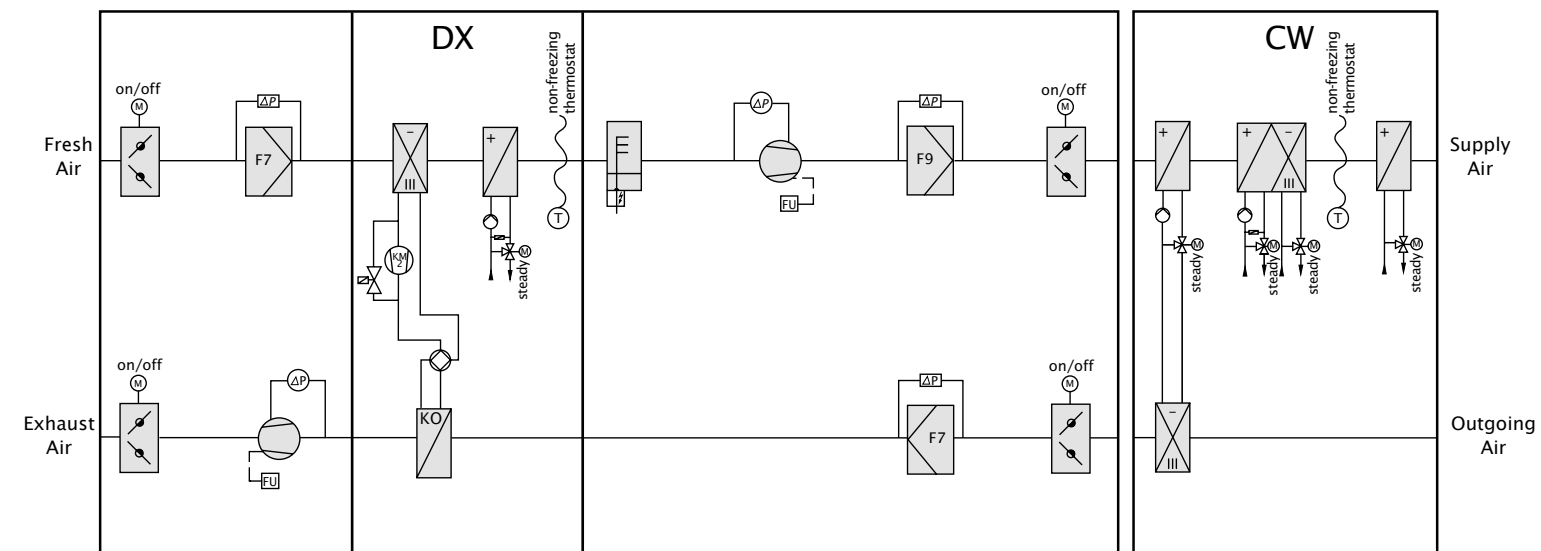 DX
CW
non-freezing
thermostat
non-freezing
thermostat
on/off
M
ΔP
ΔP
ΔP
on/off
M
Fresh
Air
F7
−
III
+
F9
+
+
−
III
+
Supply
Air
FU
T
T
KM
2
M
steady
M
steady
M
steady
M
steady
M
steady
on/off
M
ΔP
ΔP
on/off
M
Exhaust
Air
KO
F7
−
III
Outgoing
Air
FU